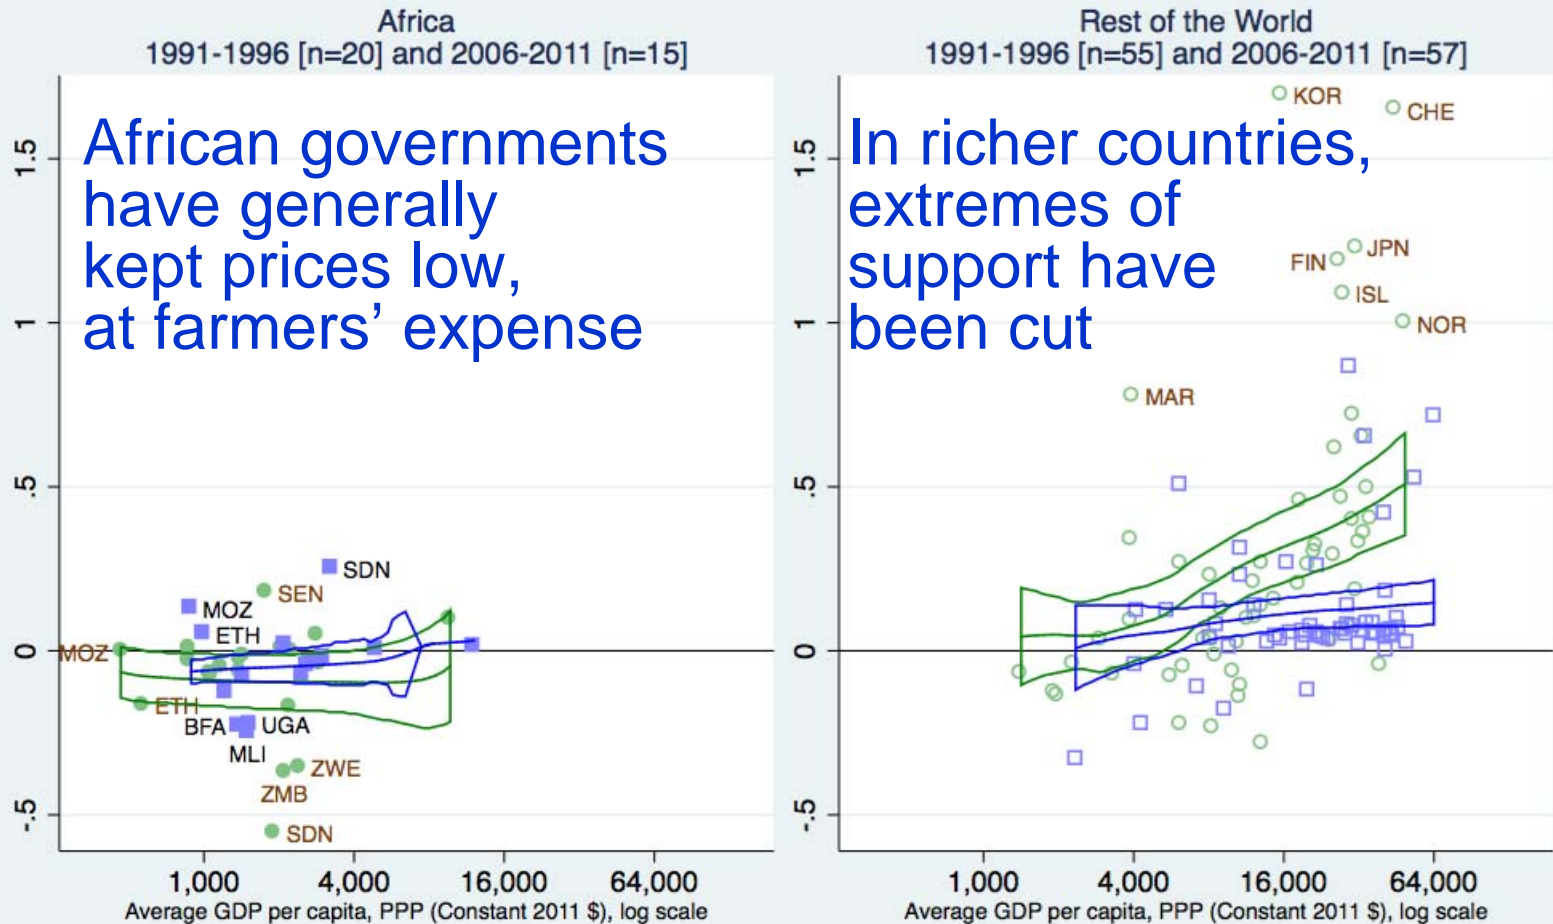 Africa
1991-1996 [n=20] and 2006-2011 [n=15]
African governments
have generally
kept prices low,
at farmers’ expense
1.5
1
.5
0
-.5
SDN
SEN
MOZ
ETH
MOZ
ETH
BFA
UGA
MLI
ZWE
ZMB
SDN
1,000
4,000
16,000
64,000
Average GDP per capita, PPP (Constant 2011 $), log scale
Rest of the World
1991-1996 [n=55] and 2006-2011 [n=57]
In richer countries,
extremes of
support have
been cut
1.5
1
.5
0
-.5
KOR
CHE
JPN
FIN
ISL
NOR
MAR
1,000
4,000
16,000
64,000
Average GDP per capita, PPP (Constant 2011 $), log scale